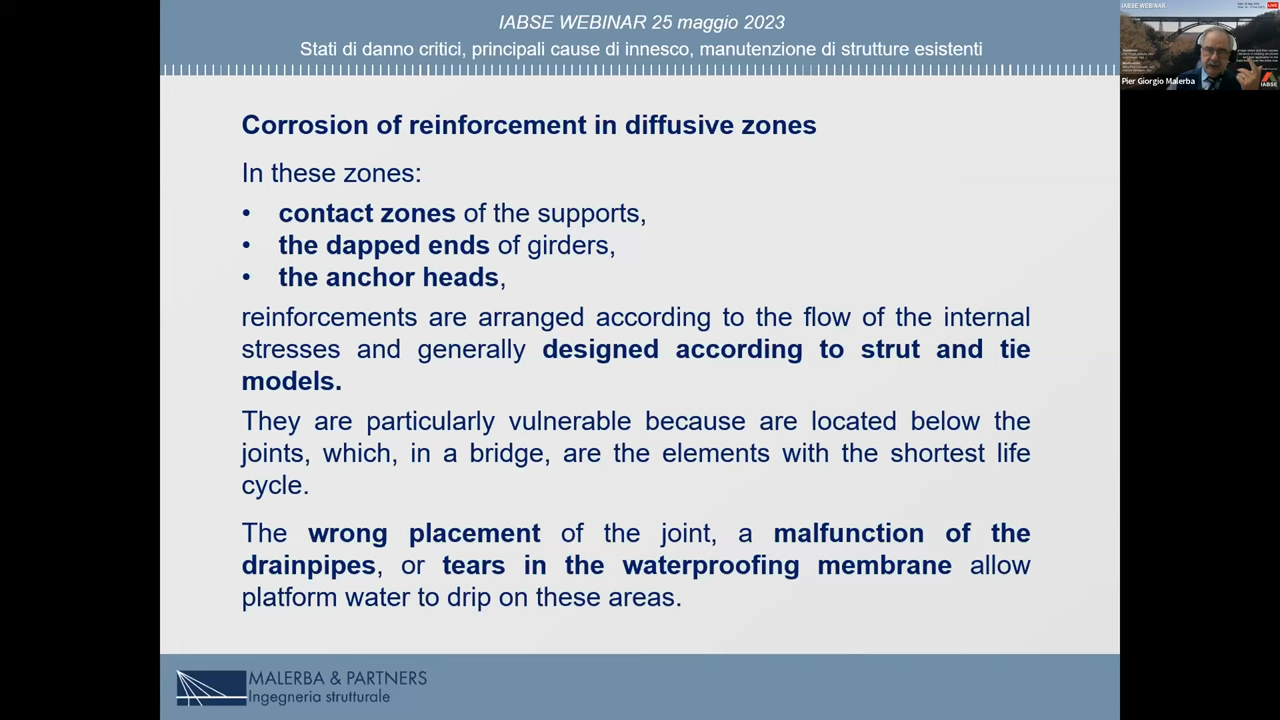 IABSE WEBINAR 25 maggio 2023
Stati di danno critici, principali cause di innesco, manutenzione di strutture esistenti
Corrosion of reinforcement in diffusive zones
In these zones:
• contact zones of the supports,
• the dapped ends of girders,
• the anchor heads,
reinforcements are arranged according to the flow of the internal
stresses and generally designed according to strut and tie
models.
They are particularly vulnerable because are located below the
joints, which, in a bridge, are the elements with the shortest life
cycle.
The wrong placement of the joint, a malfunction of the
drainpipes, or tears in the waterproofing membrane allow
platform water to drip on these areas.
MALERBA & PARTNERS
Ingegneria strutturale
IABSE WEBINAR
LIVE
Pier Giorgio Malerba
IABSE